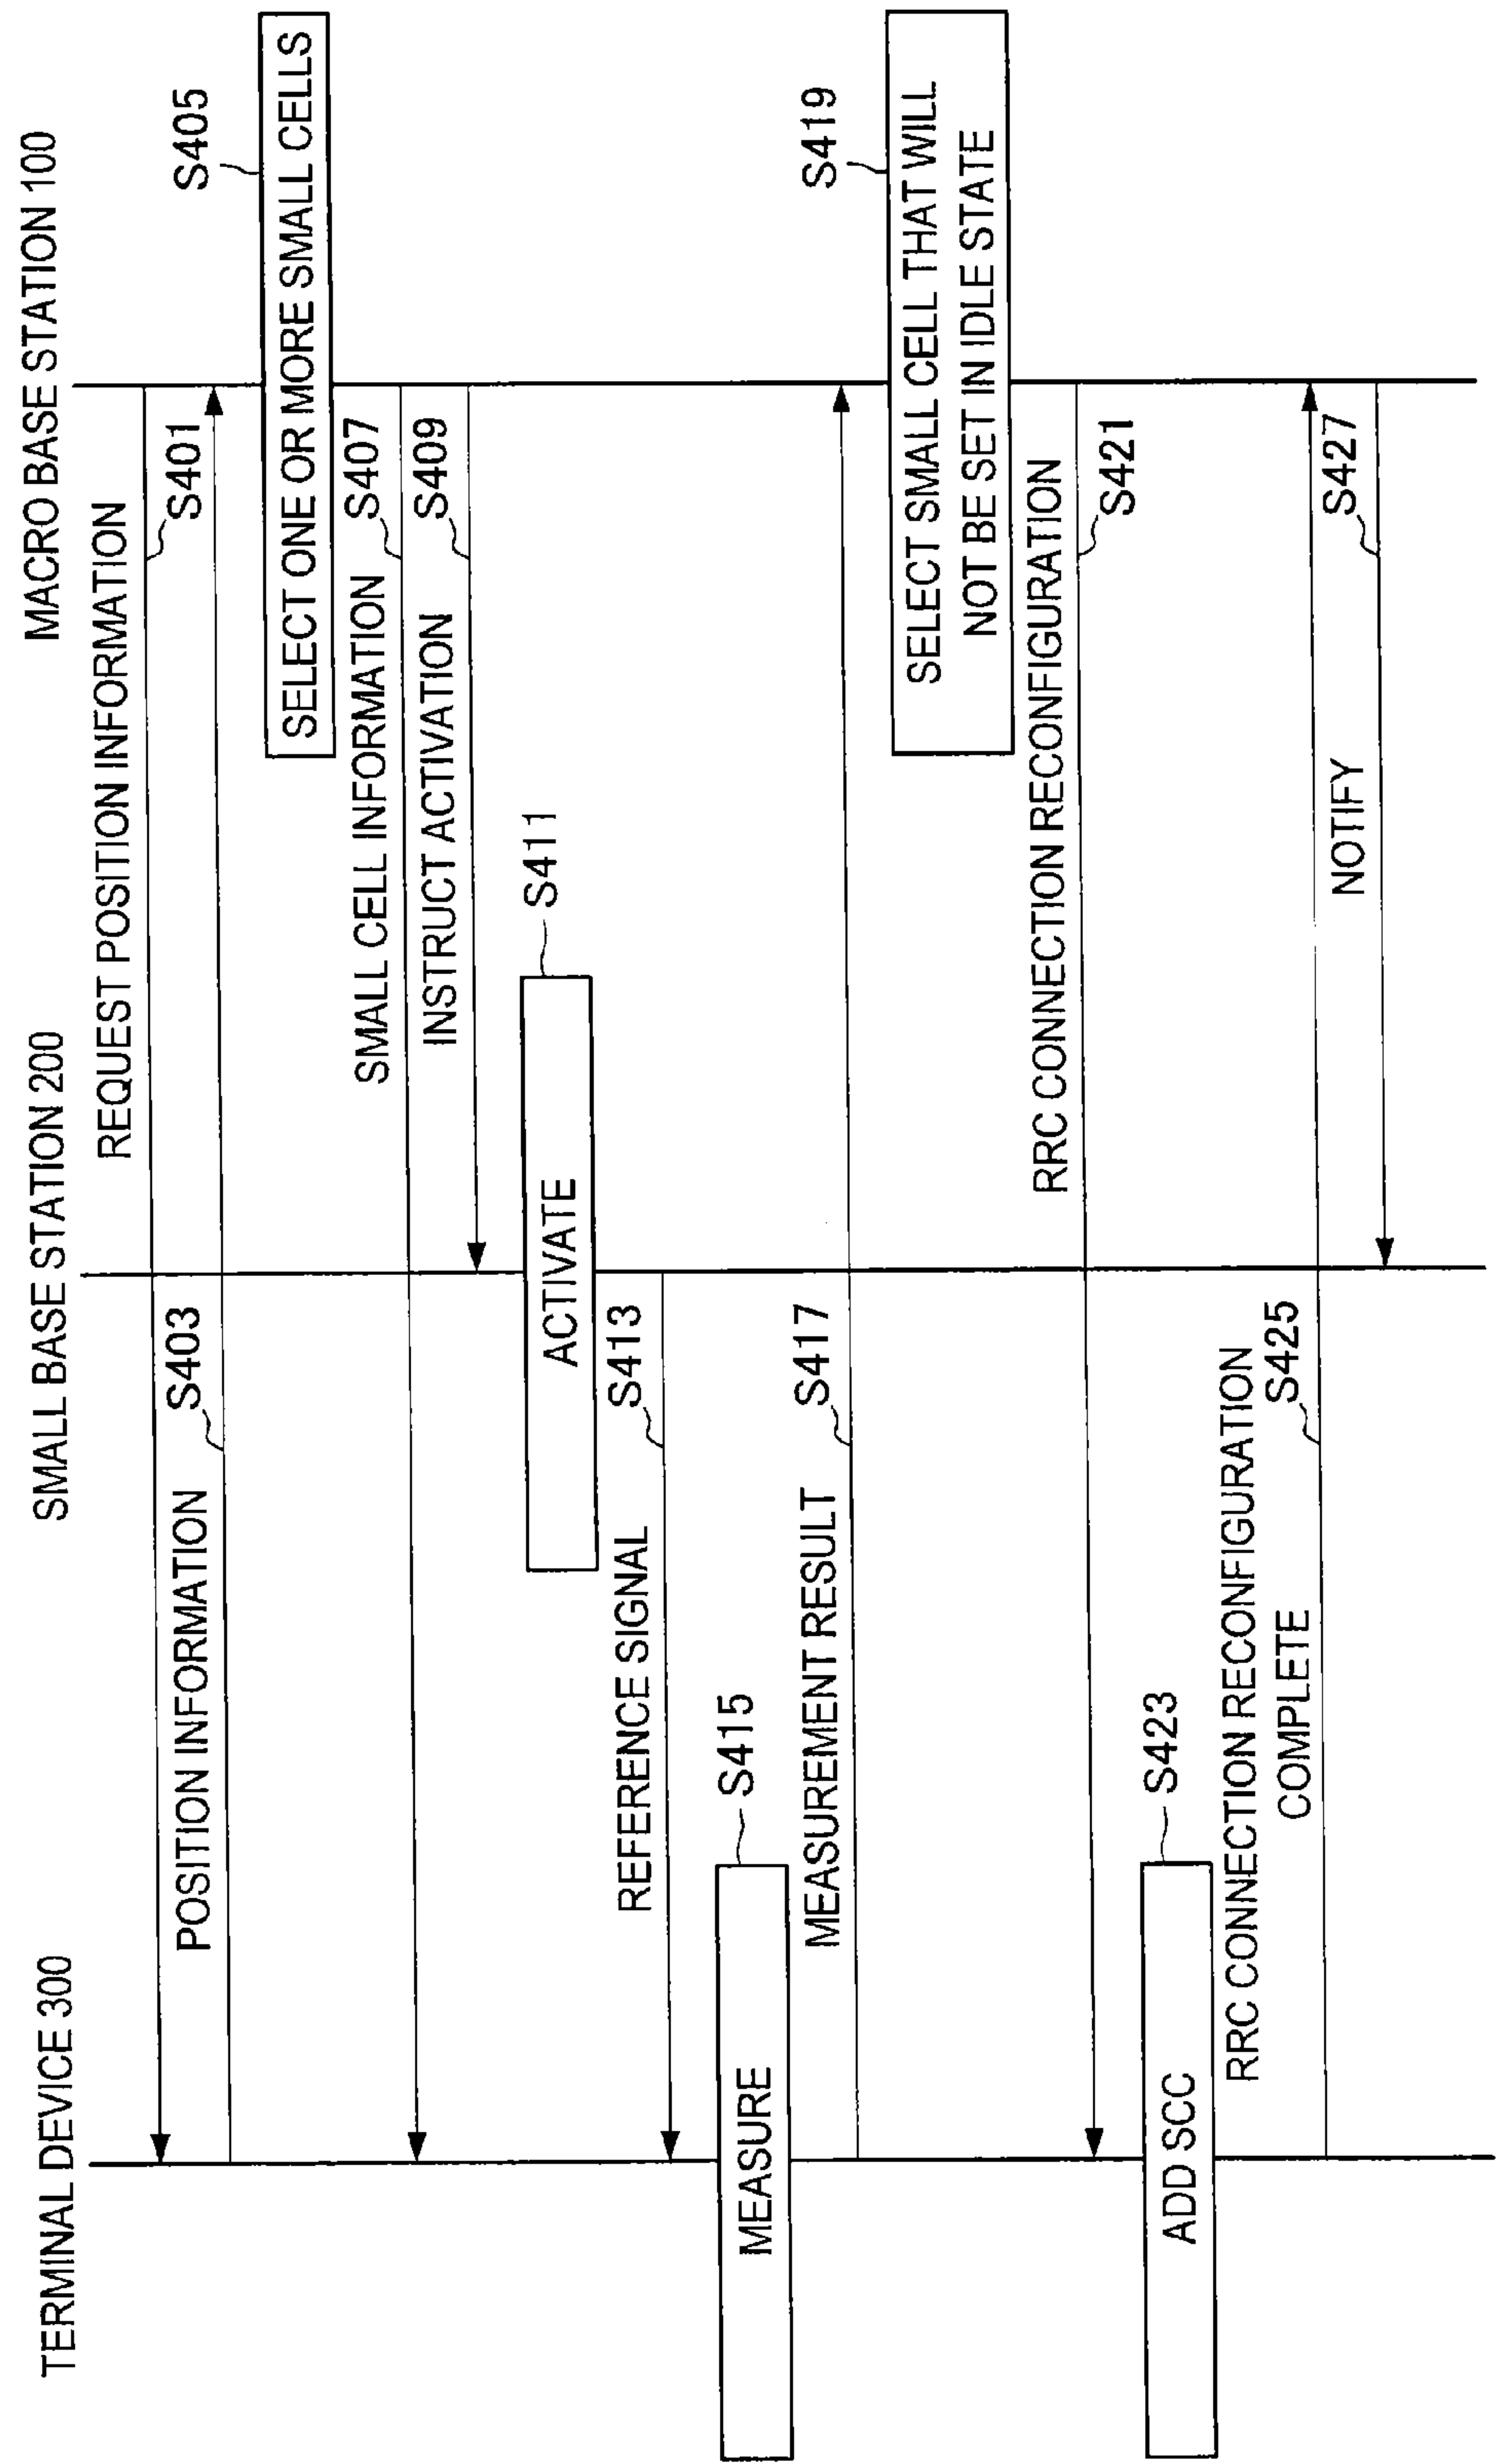 TERMINAL DEVICE 300
SMALL BASE STATION 200
MACRO BASE STATION 100
REQUEST POSITION INFORMATION
S401
POSITION INFORMATION
S403
S405
SELECT ONE OR MORE SMALL CELLS
SMALL CELL INFORMATION
S407
INSTRUCT ACTIVATION
S409
S411
ACTIVATE
REFERENCE SIGNAL
S413
S415
MEASURE
MEASUREMENT RESULT
S417
S419
SELECT SMALL CELL THAT WILL
NOT BE SET IN IDLE STATE
RRC CONNECTION RECONFIGURATION
S421
S423
ADD SCC
RRC CONNECTION RECONFIGURATION
COMPLETE
S425
NOTIFY
S427